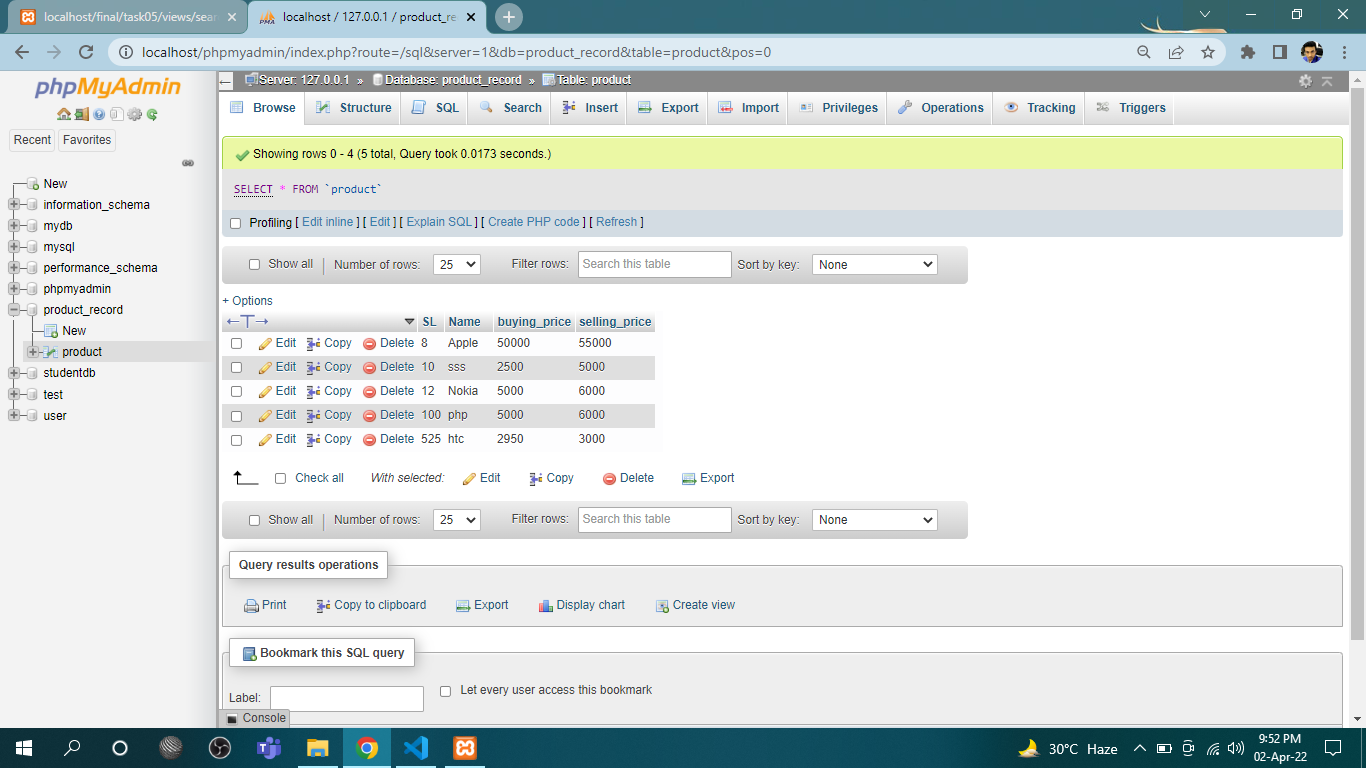 localhost/final/task05/views/sear
localhost / 127.0.0.1 / product_re
localhost/phpmyadmin/index.php?route=/sql&server=1&db=product_record&table=product&pos=0
phpMyAdmin
Recent Favorites
New
information_schema
mydb
mysql
performance_schema
phpmyadmin
product_record
New
product
studentdb
test
user
Server: 127.0.0.1 » Database: product_record » Table: product
Browse Structure SQL Search Insert Export Import Privileges Operations Tracking Triggers
Showing rows 0 - 4 (5 total, Query took 0.0173 seconds.)
SELECT * FROM `product`
Profiling [ Edit inline ] [ Edit ] [ Explain SQL ] [ Create PHP code ] [ Refresh ]
Show all | Number of rows: 25 Filter rows: Search this table Sort by key: None
+ Options
←T→ SL Name buying_price selling_price
Edit Copy Delete 8 Apple 50000 55000
Edit Copy Delete 10 sss 2500 5000
Edit Copy Delete 12 Nokia 5000 6000
Edit Copy Delete 100 php 5000 6000
Edit Copy Delete 525 htc 2950 3000
Check all With selected: Edit Copy Delete Export
Show all | Number of rows: 25 Filter rows: Search this table Sort by key: None
Query results operations
Print Copy to clipboard Export Display chart Create view
Bookmark this SQL query
Label: Let every user access this bookmark
Console
30°C Haze
9:52 PM
02-Apr-22